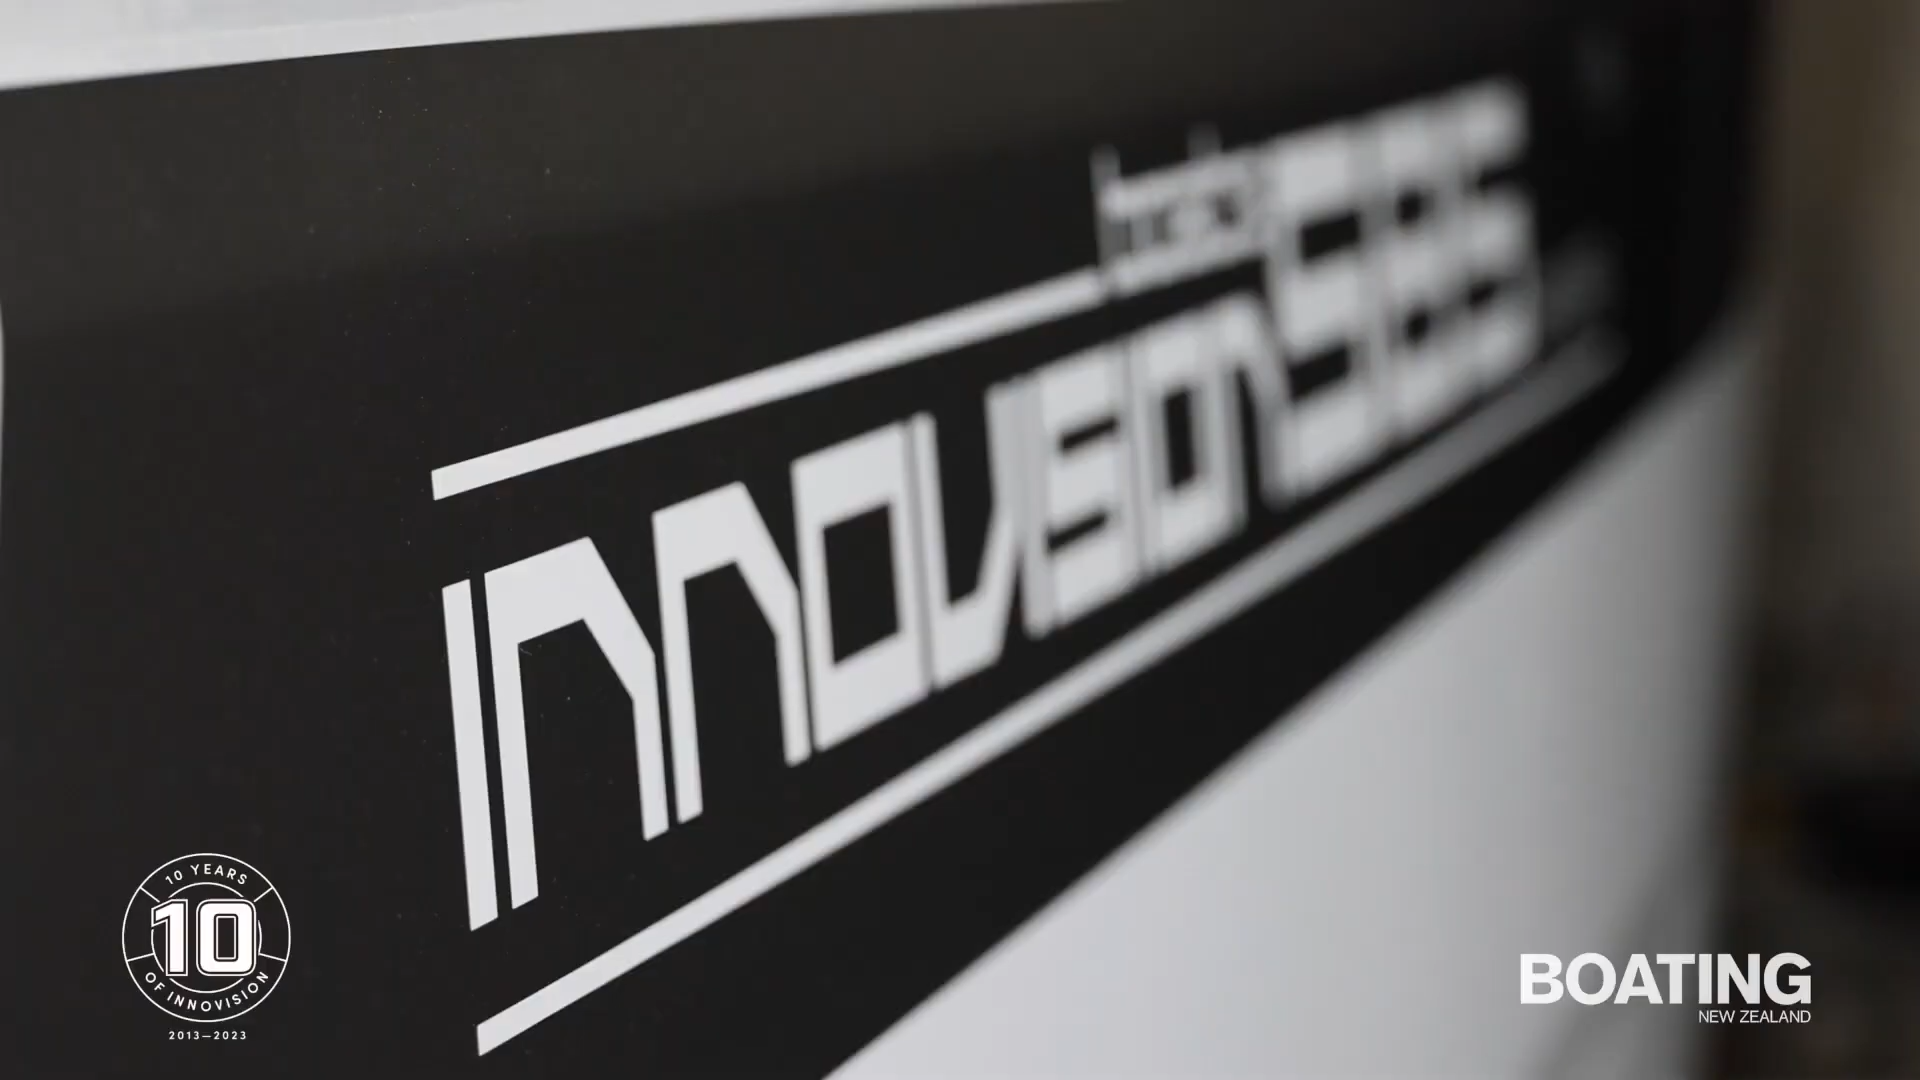 INNOVISION
10 YEARS
10
OF INNOVISION
2013—2023
BOATING
NEW ZEALAND